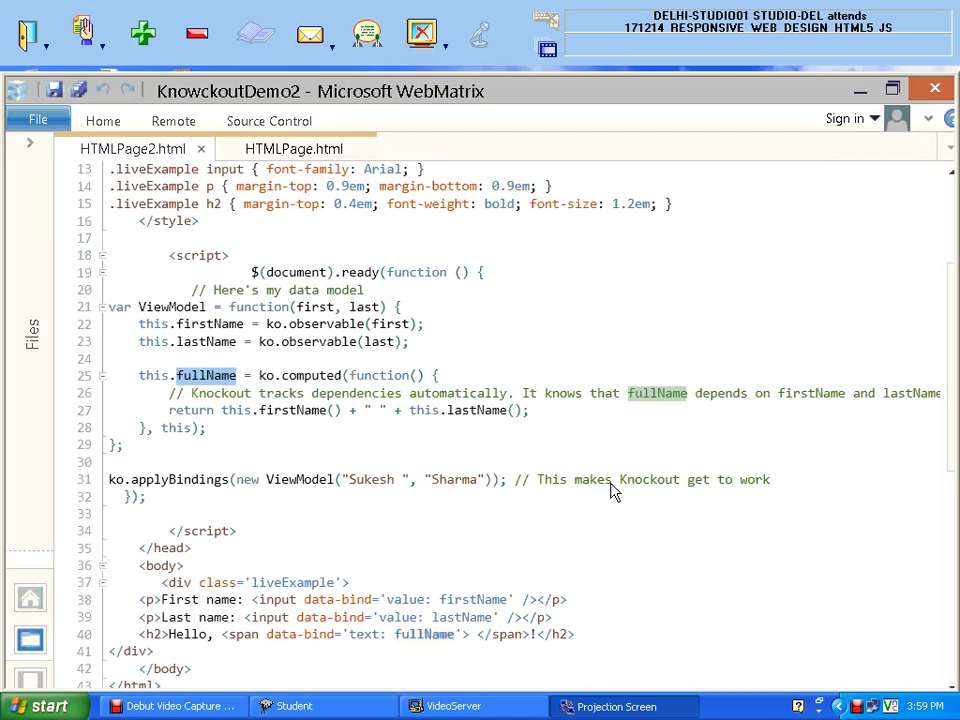 DELHI-STUDIO01 STUDIO-DEL attends
171214 RESPONSIVE WEB DESIGN HTML5 JS
KnowckoutDemo2 - Microsoft WebMatrix
File Home Remote Source Control Sign in
HTMLPage2.html x HTMLPage.html
Files
13 .liveExample input { font-family: Arial; }
14 .liveExample p { margin-top: 0.9em; margin-bottom: 0.9em; }
15 .liveExample h2 { margin-top: 0.4em; font-weight: bold; font-size: 1.2em; }
16 </style>
17
18 <script>
19 $(document).ready(function () {
20 // Here's my data model
21 var ViewModel = function(first, last) {
22 this.firstName = ko.observable(first);
23 this.lastName = ko.observable(last);
24
25 this.fullName = ko.computed(function() {
26 // Knockout tracks dependencies automatically. It knows that fullName depends on firstName and lastName
27 return this.firstName() + " " + this.lastName();
28 }, this);
29 };
30
31 ko.applyBindings(new ViewModel("Sukesh ", "Sharma")); // This makes Knockout get to work
32 });
33
34 </script>
35 </head>
36 <body>
37 <div class='liveExample'>
38 <p>First name: <input data-bind='value: firstName' /></p>
39 <p>Last name: <input data-bind='value: lastName' /></p>
40 <h2>Hello, <span data-bind='text: fullName'> </span>!</h2>
41 </div>
42 </body>
43 </html>
start Debut Video Capture ... Student VideoServer Projection Screen 3:59 PM